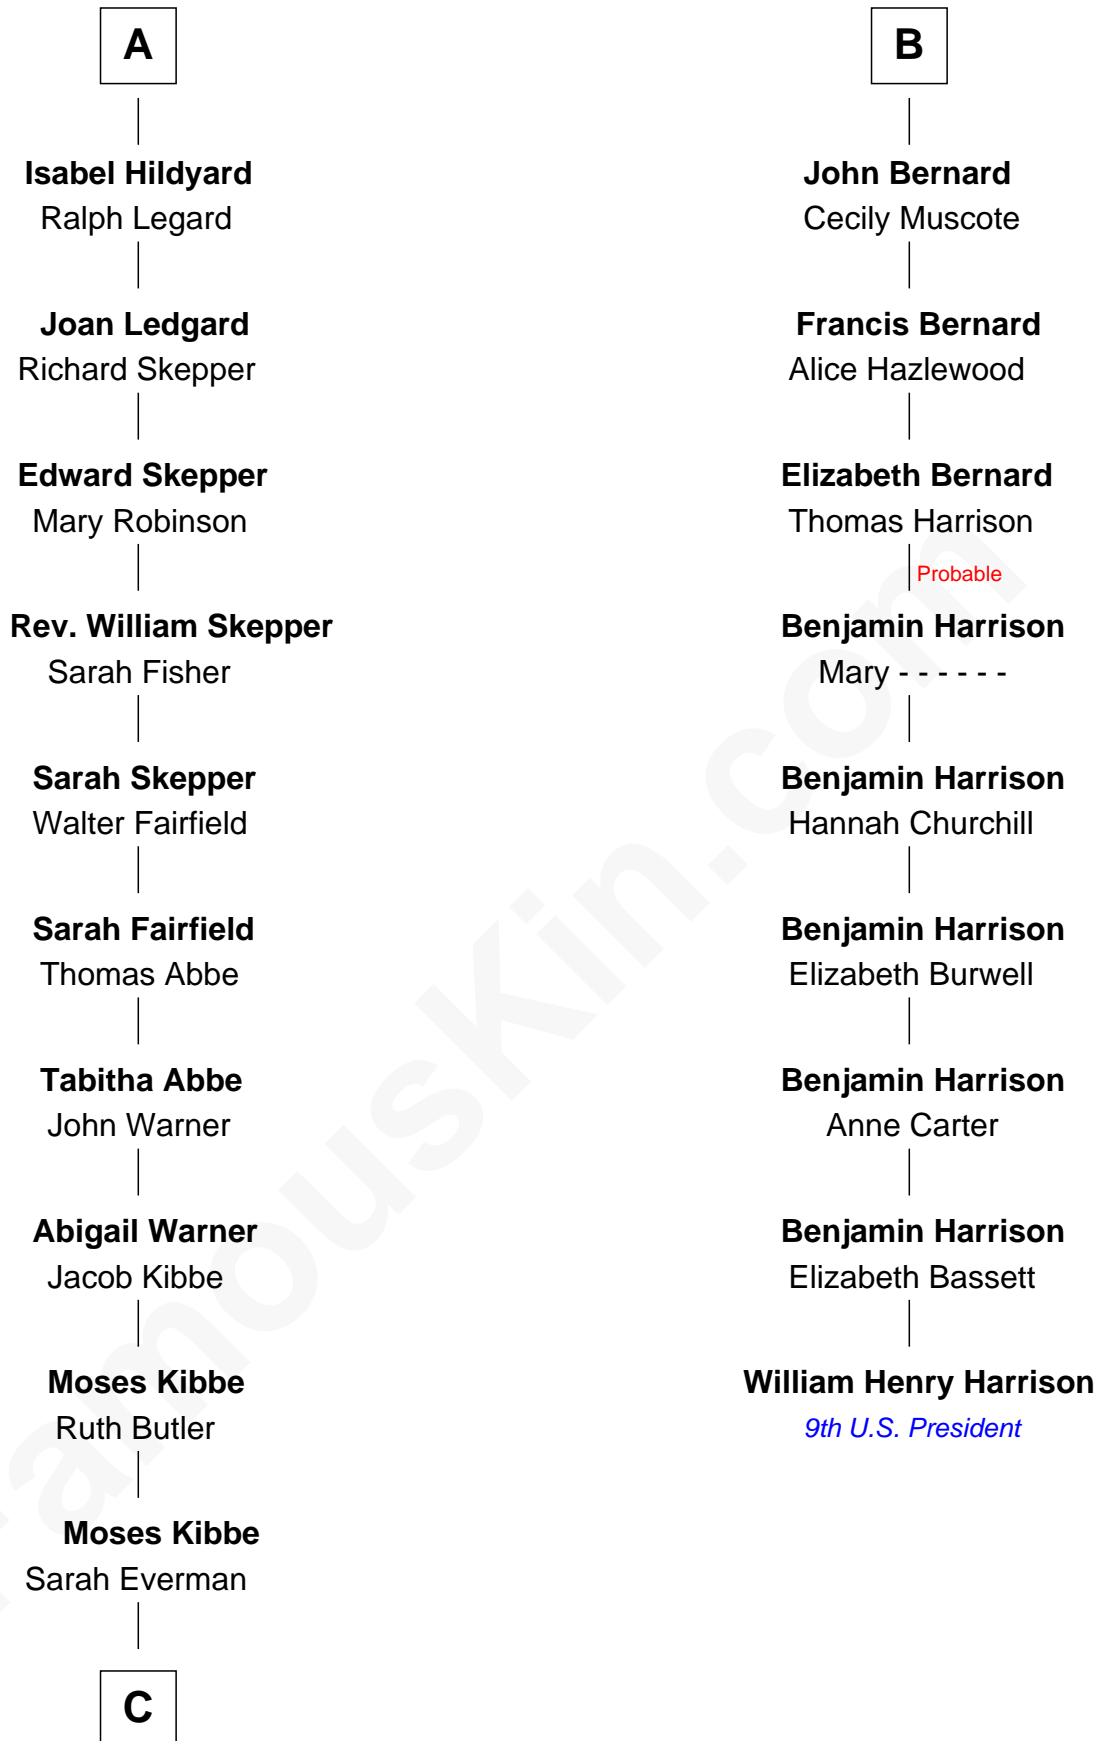 A
Isabel Hildyard
Ralph Legard
Joan Ledgard
Richard Skepper
Edward Skepper
Mary Robinson
Rev. William Skepper
Sarah Fisher
Sarah Skepper
Walter Fairfield
Sarah Fairfield
Thomas Abbe
Tabitha Abbe
John Warner
Abigail Warner
Jacob Kibbe
Moses Kibbe
Ruth Butler
Moses Kibbe
Sarah Everman
C
B
John Bernard
Cecily Muscote
Francis Bernard
Alice Hazlewood
Elizabeth Bernard
Thomas Harrison
Probable
Benjamin Harrison
Mary - - - - - -
Benjamin Harrison
Hannah Churchill
Benjamin Harrison
Elizabeth Burwell
Benjamin Harrison
Anne Carter
Benjamin Harrison
Elizabeth Bassett
William Henry Harrison
9th U.S. President
FamousKin.com